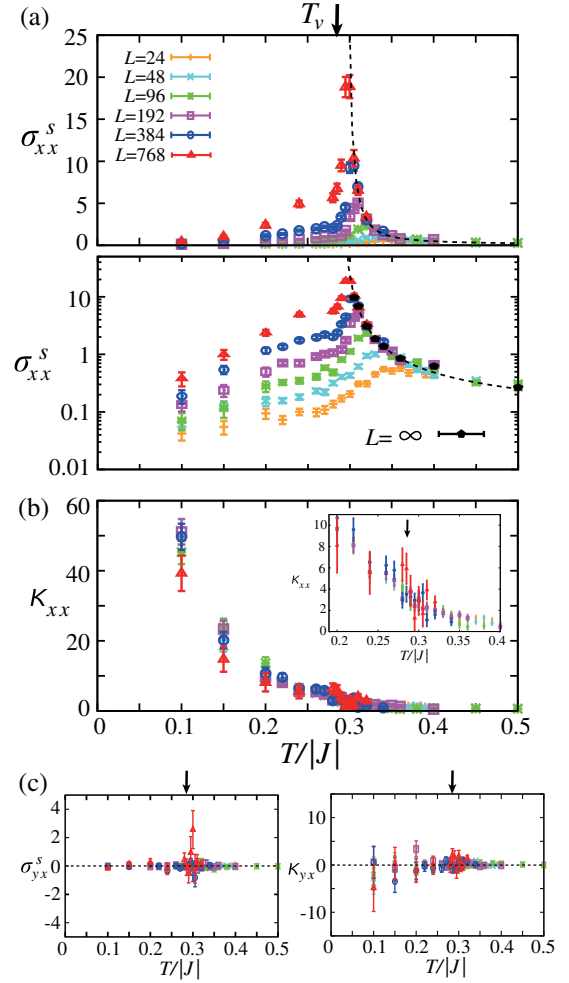 (a)
T_v
25
20
15
10
5
0
σ_xx^s
L=24
L=48
L=96
L=192
L=384
L=768
10
1
0.1
0.01
σ_xx^s
L= ∞
(b)
60
40
20
0
κ_xx
0 0.1 0.2 0.3 0.4 0.5
T/|J|
10
8
6
4
2
0
κ_xx
0.2 0.25 0.3 0.35 0.4
T/|J|
(c)
4
2
0
-2
-4
σ_yx^s
0 0.1 0.2 0.3 0.4 0.5
T/|J|
10
0
-10
κ_yx
0 0.1 0.2 0.3 0.4 0.5
T/|J|